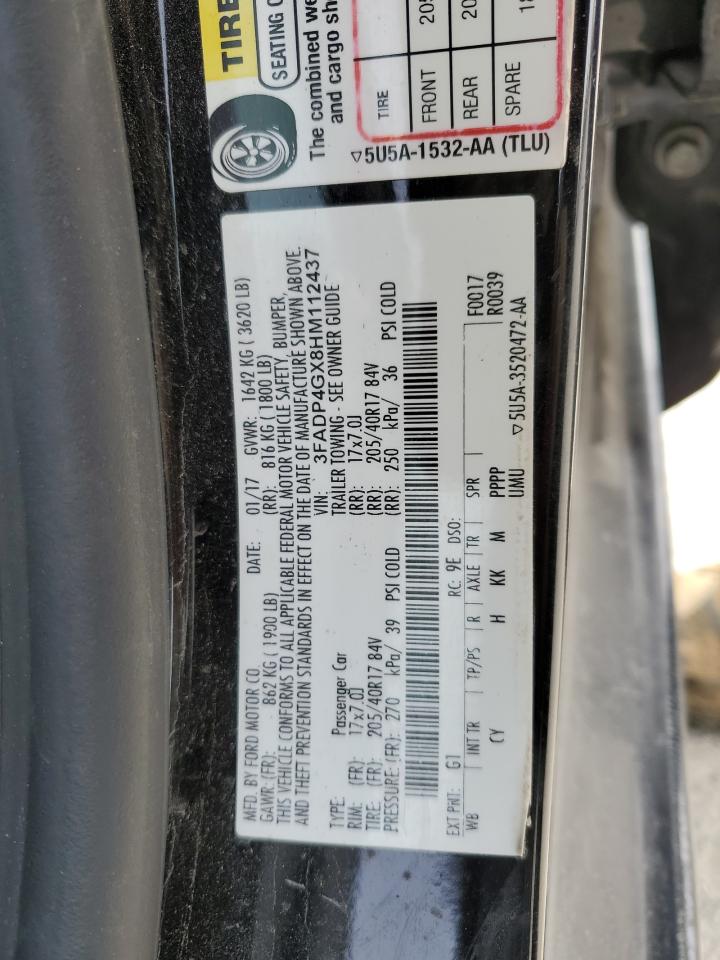 TIRE
SEATING C
The combined we
and cargo sh
TIRE
FRONT 205
REAR 20
SPARE
▽5U5A-1532-AA (TLU)
MFD. BY FORD MOTOR CO. DATE: 01/17 GVWR: 1642 KG ( 3620 LB)
GAWR: (FR): 862 KG ( 1900 LB) (RR): 816 KG ( 1800 LB)
THIS VEHICLE CONFORMS TO ALL APPLICABLE FEDERAL MOTOR VEHICLE SAFETY, BUMPER,
AND THEFT PREVENTION STANDARDS IN EFFECT ON THE DATE OF MANUFACTURE SHOWN ABOVE.
VIN: 3FADP4GX8HM112437
TYPE: Passenger Car TRAILER TOWING - SEE OWNER GUIDE
RIM: (FR): 17x7.0J (RR): 17x7.0J
TIRE: (FR): 205/40R17 84V (RR): 205/40R17 84V
PRESSURE: (FR): 270 kPa/ 39 PSI COLD (RR): 250 kPa/ 36 PSI COLD
EXT PNT: G1 RC: 9E DSO: F0017
WB INT TR TP/PS R AXLE TR SPR R0039
CY H KK M PPPP
UMU ▽5U5A-3520472-AA